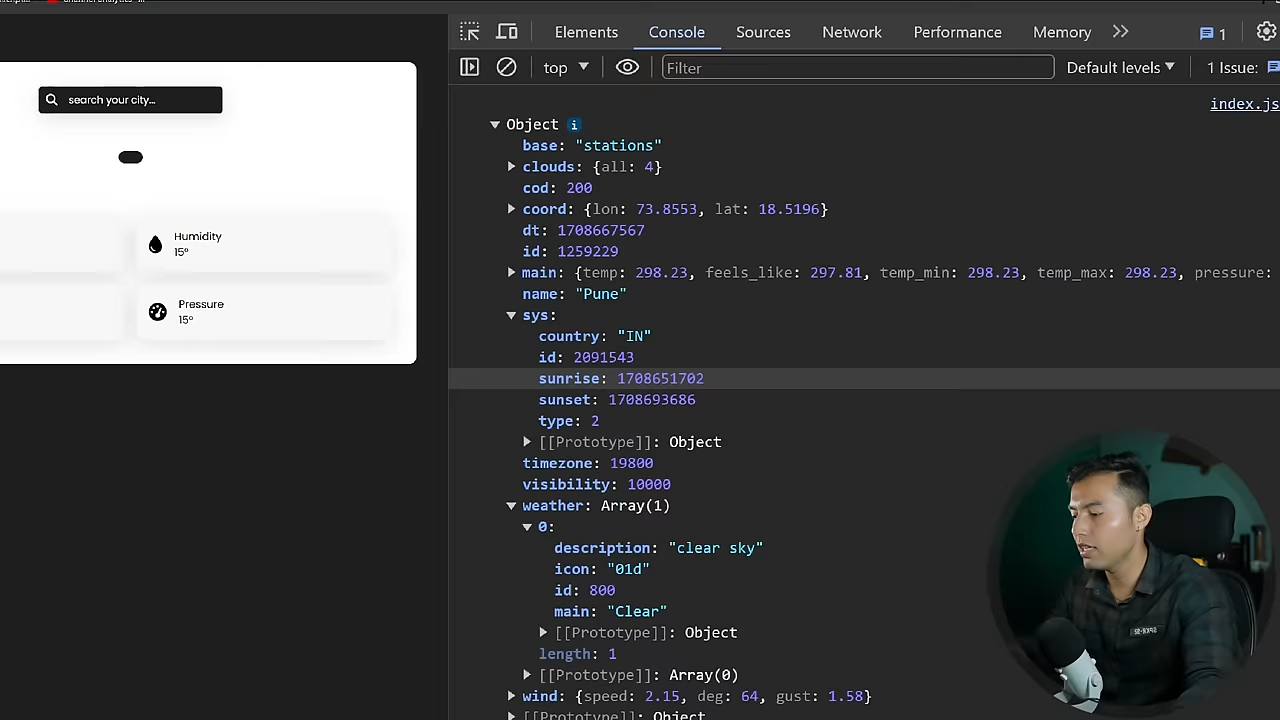 Elements Console Sources Network Performance Memory 1
top Filter Default levels 1 Issue:
index.js
search your city...
Humidity
15°
Pressure
15°
Object i
base: "stations"
clouds: {all: 4}
cod: 200
coord: {lon: 73.8553, lat: 18.5196}
dt: 1708667567
id: 1259229
main: {temp: 298.23, feels_like: 297.81, temp_min: 298.23, temp_max: 298.23, pressure:
name: "Pune"
sys:
country: "IN"
id: 2091543
sunrise: 1708651702
sunset: 1708693686
type: 2
[[Prototype]]: Object
timezone: 19800
visibility: 10000
weather: Array(1)
0:
description: "clear sky"
icon: "01d"
id: 800
main: "Clear"
[[Prototype]]: Object
length: 1
[[Prototype]]: Array(0)
wind: {speed: 2.15, deg: 64, gust: 1.58}
[[Prototype]]: Object